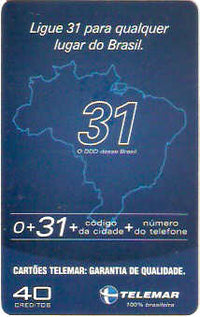 Ligue 31 para qualquer
lugar do Brasil.
31
O DDD desse Brasil
0+31+ código da cidade + número do telefone
CARTÕES TELEMAR: GARANTIA DE QUALIDADE.
40
CRÉDITOS
TELEMAR
100% brasileira